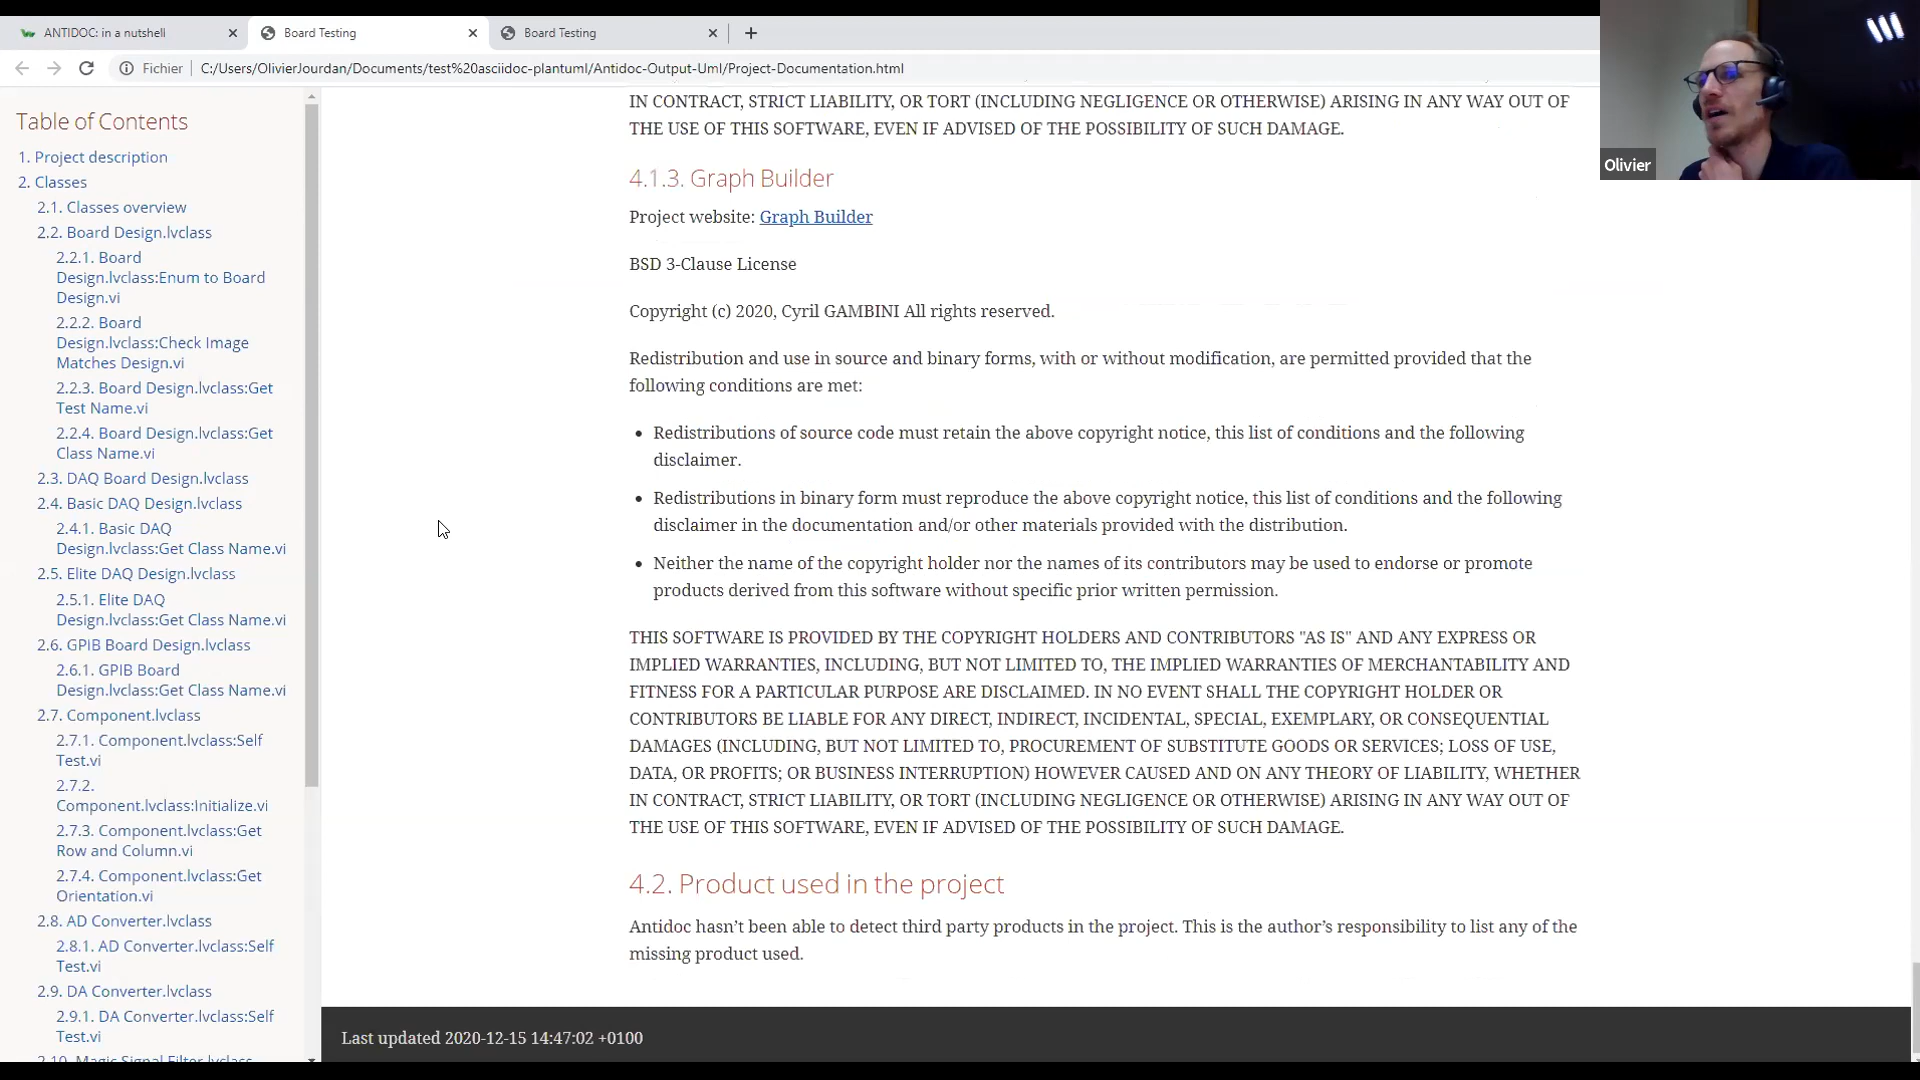 ANTIDOC: in a nutshell
Board Testing
Board Testing
Fichier
C:/Users/OlivierJourdan/Documents/test%20asciidoc-plantuml/Antidoc-Output-Uml/Project-Documentation.html
Olivier
Table of Contents
1. Project description
2. Classes
2.1. Classes overview
2.2. Board Design.lvclass
2.2.1. Board
Design.lvclass:Enum to Board
Design.vi
2.2.2. Board
Design.lvclass:Check Image
Matches Design.vi
2.2.3. Board Design.lvclass:Get
Test Name.vi
2.2.4. Board Design.lvclass:Get
Class Name.vi
2.3. DAQ Board Design.lvclass
2.4. Basic DAQ Design.lvclass
2.4.1. Basic DAQ
Design.lvclass:Get Class Name.vi
2.5. Elite DAQ Design.lvclass
2.5.1. Elite DAQ
Design.lvclass:Get Class Name.vi
2.6. GPIB Board Design.lvclass
2.6.1. GPIB Board
Design.lvclass:Get Class Name.vi
2.7. Component.lvclass
2.7.1. Component.lvclass:Self
Test.vi
2.7.2.
Component.lvclass:Initialize.vi
2.7.3. Component.lvclass:Get
Row and Column.vi
2.7.4. Component.lvclass:Get
Orientation.vi
2.8. AD Converter.lvclass
2.8.1. AD Converter.lvclass:Self
Test.vi
2.9. DA Converter.lvclass
2.9.1. DA Converter.lvclass:Self
Test.vi
2.10. Magic Signal Filter.lvclass
IN CONTRACT, STRICT LIABILITY, OR TORT (INCLUDING NEGLIGENCE OR OTHERWISE) ARISING IN ANY WAY OUT OF
THE USE OF THIS SOFTWARE, EVEN IF ADVISED OF THE POSSIBILITY OF SUCH DAMAGE.
4.1.3. Graph Builder
Project website: Graph Builder
BSD 3-Clause License
Copyright (c) 2020, Cyril GAMBINI All rights reserved.
Redistribution and use in source and binary forms, with or without modification, are permitted provided that the
following conditions are met:
• Redistributions of source code must retain the above copyright notice, this list of conditions and the following
disclaimer.
• Redistributions in binary form must reproduce the above copyright notice, this list of conditions and the following
disclaimer in the documentation and/or other materials provided with the distribution.
• Neither the name of the copyright holder nor the names of its contributors may be used to endorse or promote
products derived from this software without specific prior written permission.
THIS SOFTWARE IS PROVIDED BY THE COPYRIGHT HOLDERS AND CONTRIBUTORS "AS IS" AND ANY EXPRESS OR
IMPLIED WARRANTIES, INCLUDING, BUT NOT LIMITED TO, THE IMPLIED WARRANTIES OF MERCHANTABILITY AND
FITNESS FOR A PARTICULAR PURPOSE ARE DISCLAIMED. IN NO EVENT SHALL THE COPYRIGHT HOLDER OR
CONTRIBUTORS BE LIABLE FOR ANY DIRECT, INDIRECT, INCIDENTAL, SPECIAL, EXEMPLARY, OR CONSEQUENTIAL
DAMAGES (INCLUDING, BUT NOT LIMITED TO, PROCUREMENT OF SUBSTITUTE GOODS OR SERVICES; LOSS OF USE,
DATA, OR PROFITS; OR BUSINESS INTERRUPTION) HOWEVER CAUSED AND ON ANY THEORY OF LIABILITY, WHETHER
IN CONTRACT, STRICT LIABILITY, OR TORT (INCLUDING NEGLIGENCE OR OTHERWISE) ARISING IN ANY WAY OUT OF
THE USE OF THIS SOFTWARE, EVEN IF ADVISED OF THE POSSIBILITY OF SUCH DAMAGE.
4.2. Product used in the project
Antidoc hasn’t been able to detect third party products in the project. This is the author’s responsibility to list any of the
missing product used.
Last updated 2020-12-15 14:47:02 +0100